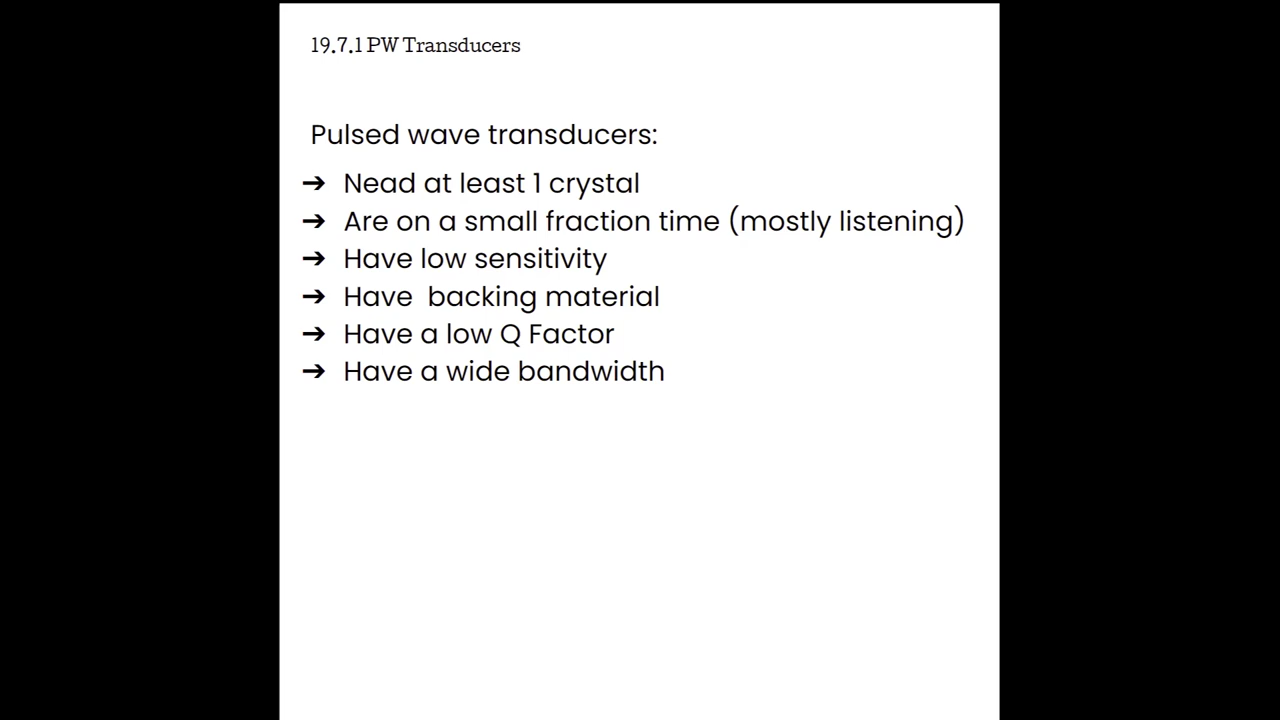 19.7.1 PW Transducers
Pulsed wave transducers:
➔ Nead at least 1 crystal
➔ Are on a small fraction time (mostly listening)
➔ Have low sensitivity
➔ Have  backing material
➔ Have a low Q Factor
➔ Have a wide bandwidth